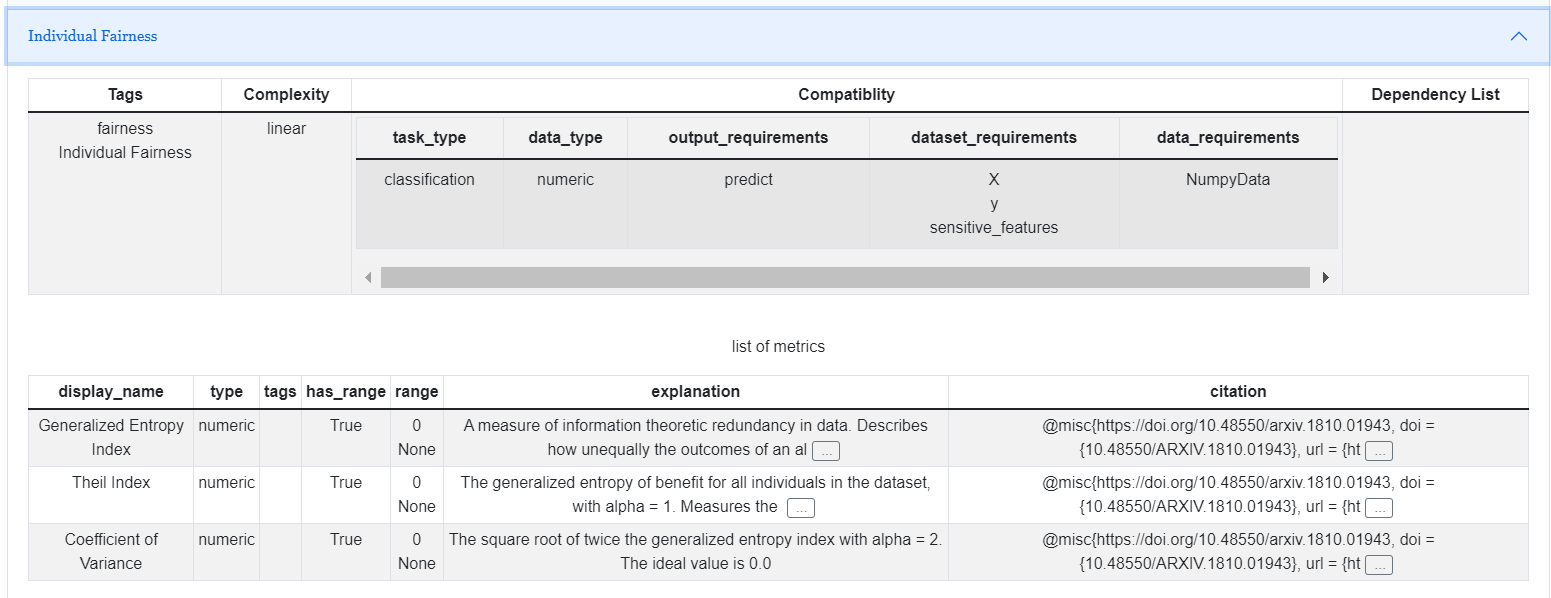 Individual Fairness
Tags Complexity Compatiblity Dependency List
fairness linear
Individual Fairness
task_type data_type output_requirements dataset_requirements data_requirements
classification numeric predict X NumpyData
y
sensitive_features
list of metrics
display_name type tags has_range range explanation citation
Generalized Entropy numeric True 0 A measure of information theoretic redundancy in data. Describes @misc{https://doi.org/10.48550/arxiv.1810.01943, doi =
Index None how unequally the outcomes of an al ... {10.48550/ARXIV.1810.01943}, url = {ht ...
Theil Index numeric True 0 The generalized entropy of benefit for all individuals in the dataset, @misc{https://doi.org/10.48550/arxiv.1810.01943, doi =
None with alpha = 1. Measures the ... {10.48550/ARXIV.1810.01943}, url = {ht ...
Coefficient of numeric True 0 The square root of twice the generalized entropy index with alpha = 2. @misc{https://doi.org/10.48550/arxiv.1810.01943, doi =
Variance None The ideal value is 0.0 {10.48550/ARXIV.1810.01943}, url = {ht ...